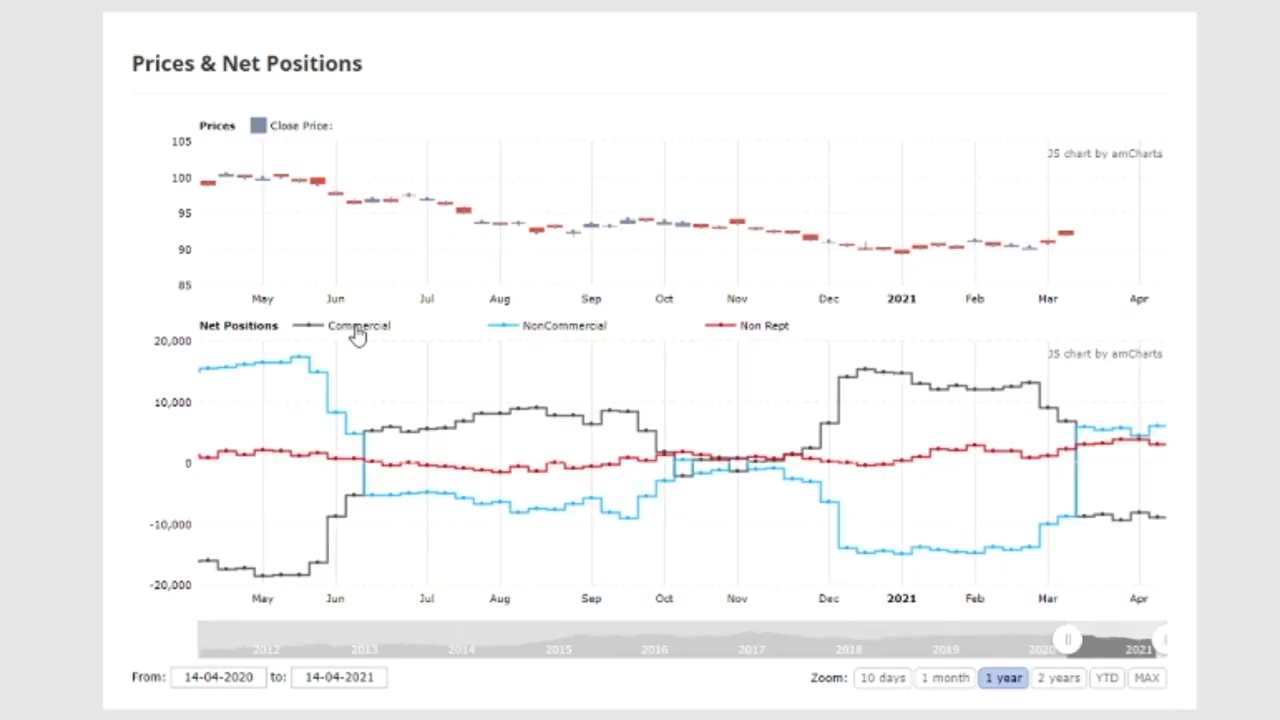 Prices & Net Positions
Prices Close Price:
105
JS chart by amCharts
100
95
90
85
May Jun Jul Aug Sep Oct Nov Dec 2021 Feb Mar Apr
Net Positions Commercial NonCommercial Non Rept
20,000
JS chart by amCharts
10,000
0
-10,000
-20,000
May Jun Jul Aug Sep Oct Nov Dec 2021 Feb Mar Apr
2012 2013 2014 2015 2016 2017 2018 2019 2020 2021
From: 14-04-2020 to: 14-04-2021 Zoom: 10 days 1 month 1 year 2 years YTD MAX